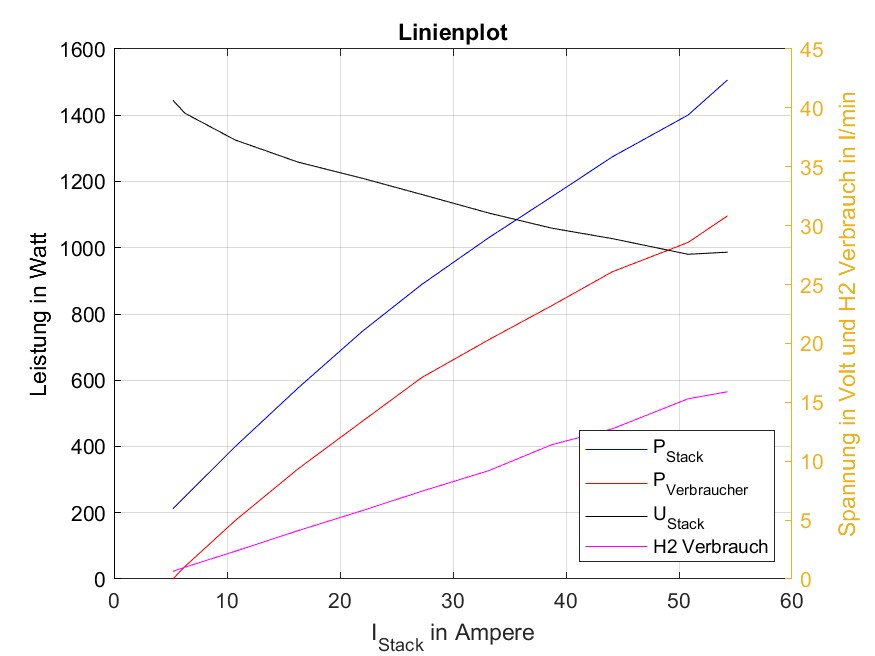 Linienplot
Leistung in Watt
1600
1400
1200
1000
800
600
400
200
0
45
40
35
30
25
20
15
10
5
0
Spannung in Volt und H2 Verbrauch in l/min
P_Stack
P_Verbraucher
U_Stack
H2 Verbrauch
0 10 20 30 40 50 60
I_Stack in Ampere